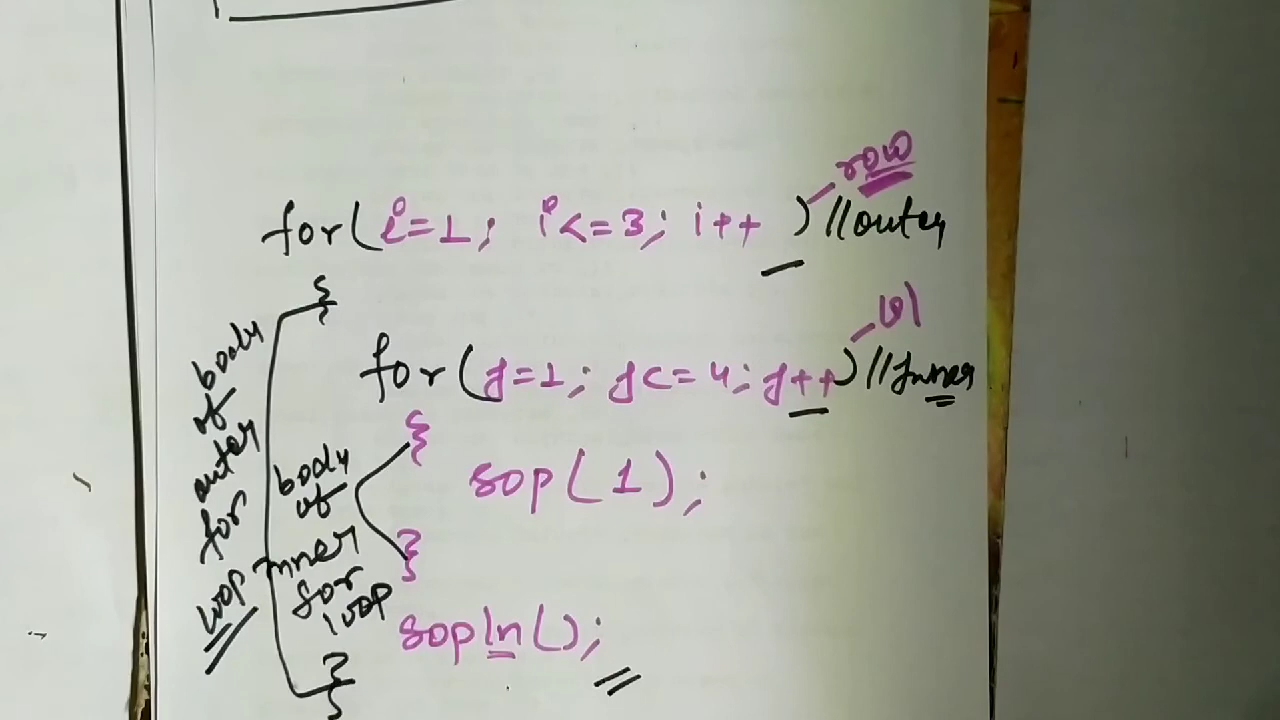 row
for(i=1; i<=3; i++ ) //outer
{
col
for(j=1; j<=4; j++) //Inner
{
sop(1);
}
sopln();
}
body
of
outer
for
loop
body
of
inner
for
loop